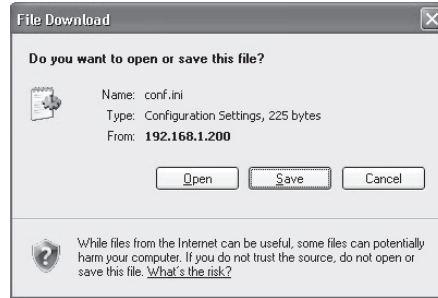 File Download
Do you want to open or save this file?
Name: conf.ini
Type: Configuration Settings, 225 bytes
From: 192.168.1.200
Open Save Cancel
While files from the Internet can be useful, some files can potentially
harm your computer. If you do not trust the source, do not open or
save this file. What's the risk?